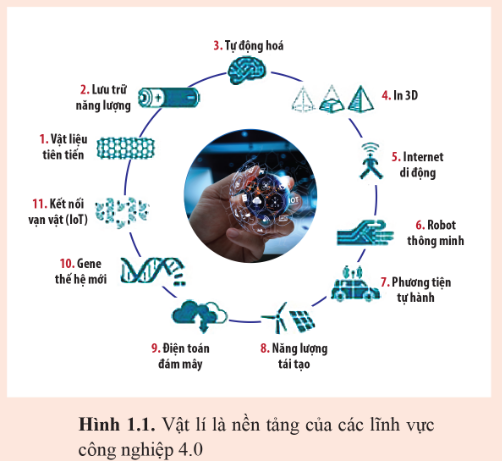 3. Tự động hoá
2. Lưu trữ
năng lượng
4. In 3D
1. Vật liệu
tiên tiến
5. Internet
di động
11. Kết nối
vạn vật (IoT)
6. Robot
thông minh
10. Gene
thế hệ mới
7. Phương tiện
tự hành
9. Điện toán
đám mây
8. Năng lượng
tái tạo
IOT
Hình 1.1. Vật lí là nền tảng của các lĩnh vực
công nghiệp 4.0